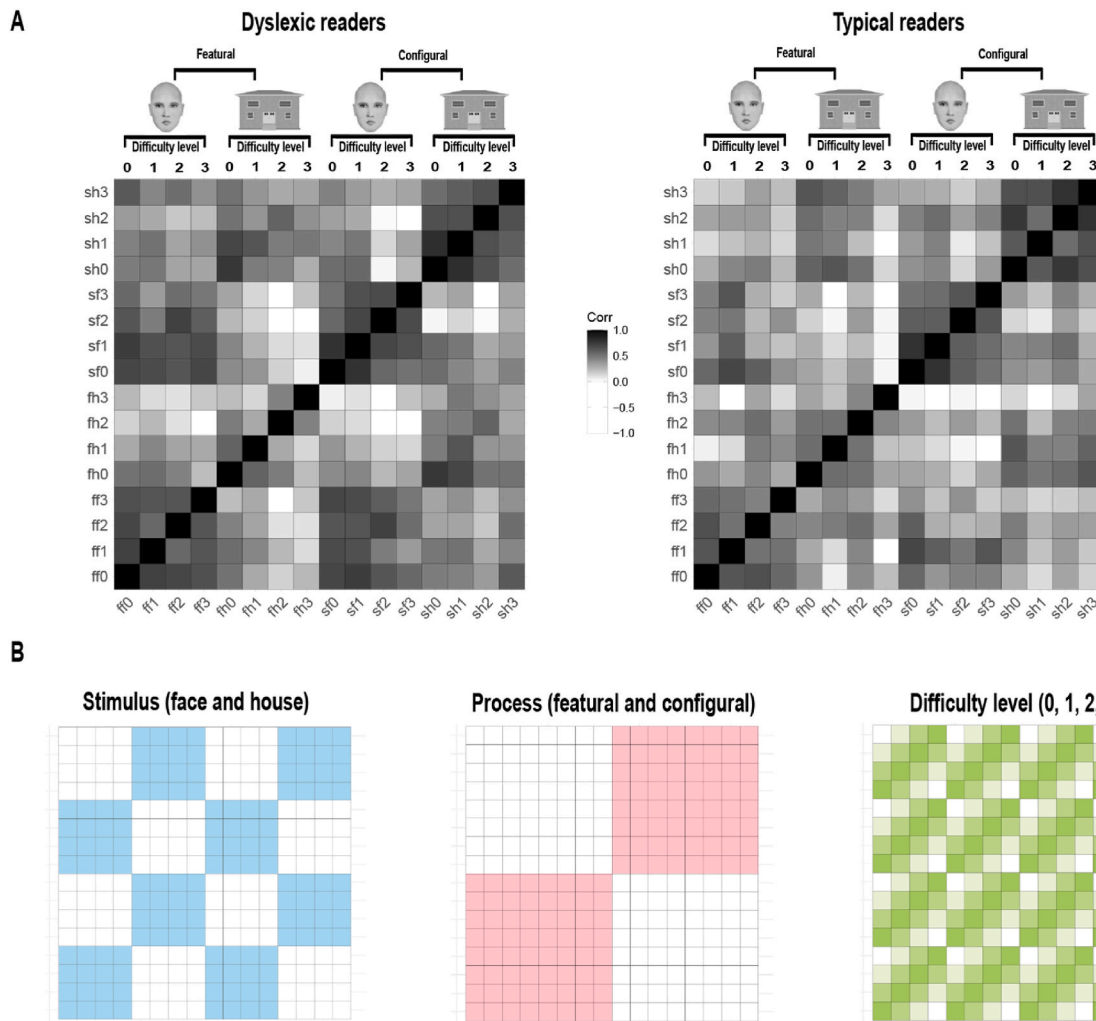 A
Dyslexic readers
Typical readers
Featural
Configural
Featural
Configural
Difficulty level
Difficulty level
Difficulty level
Difficulty level
Difficulty level
Difficulty level
Difficulty level
Difficulty level
0 1 2 3 0 1 2 3 0 1 2 3 0 1 2 3
0 1 2 3 0 1 2 3 0 1 2 3 0 1 2 3
sh3
sh2
sh1
sh0
sf3
sf2
sf1
sf0
fh3
fh2
fh1
fh0
ff3
ff2
ff1
ff0
ff0 ff1 ff2 ff3 fh0 fh1 fh2 fh3 sf0 sf1 sf2 sf3 sh0 sh1 sh2 sh3
Corr
1.0
0.5
0.0
−0.5
−1.0
sh3
sh2
sh1
sh0
sf3
sf2
sf1
sf0
fh3
fh2
fh1
fh0
ff3
ff2
ff1
ff0
ff0 ff1 ff2 ff3 fh0 fh1 fh2 fh3 sf0 sf1 sf2 sf3 sh0 sh1 sh2 sh3
B
Stimulus (face and house)
Process (featural and configural)
Difficulty level (0, 1, 2,